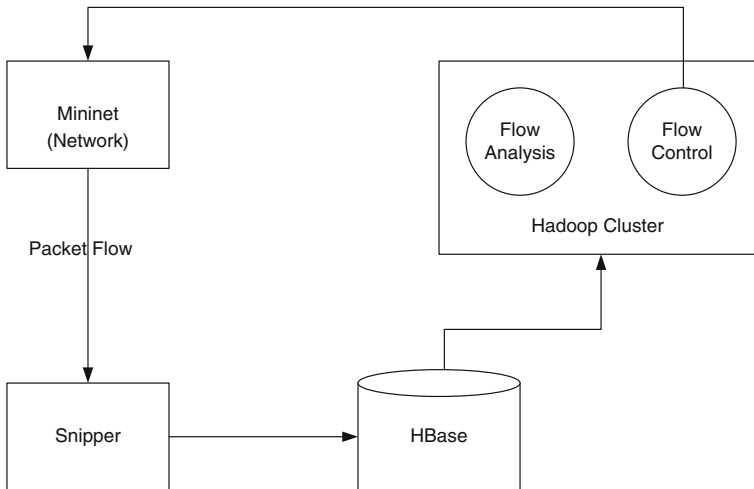 Mininet
(Network)
Flow
Analysis
Flow
Control
Hadoop Cluster
Packet Flow
Snipper
HBase